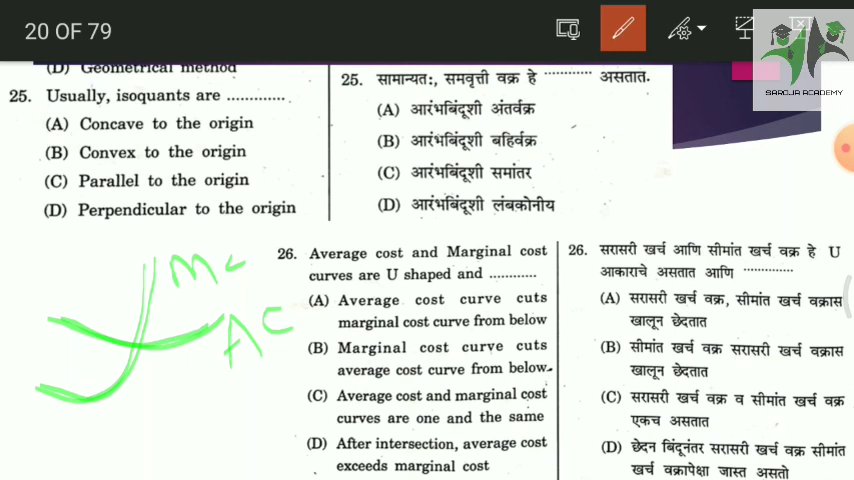 20 OF 79
SAROJA ACADEMY
(D) Geometrical method
25. Usually, isoquants are .............
(A) Concave to the origin
(B) Convex to the origin
(C) Parallel to the origin
(D) Perpendicular to the origin
25. सामान्यत:, समवृत्ती वक्र हे ........... असतात.
(A) आरंभबिंदूशी अंतर्वक्र
(B) आरंभबिंदूशी बहिर्वक्र
(C) आरंभबिंदूशी समांतर
(D) आरंभबिंदूशी लंबकोनीय
MC
AC
26. Average cost and Marginal cost
curves are U shaped and ...........
(A) Average cost curve cuts
marginal cost curve from below
(B) Marginal cost curve cuts
average cost curve from below.
(C) Average cost and marginal cost
curves are one and the same
(D) After intersection, average cost
exceeds marginal cost
26. सरासरी खर्च आणि सीमांत खर्च वक्र हे U
आकाराचे असतात आणि .............
(A) सरासरी खर्च वक्र, सीमांत खर्च वक्रास
खालून छेदतात
(B) सीमांत खर्च वक्र सरासरी खर्च वक्रास
खालून छेदतात
(C) सरासरी खर्च वक्र व सीमांत खर्च वक्र
एकच असतात
(D) छेदन बिंदूनंतर सरासरी खर्च वक्र सीमांत
खर्च वक्रापेक्षा जास्त असतो